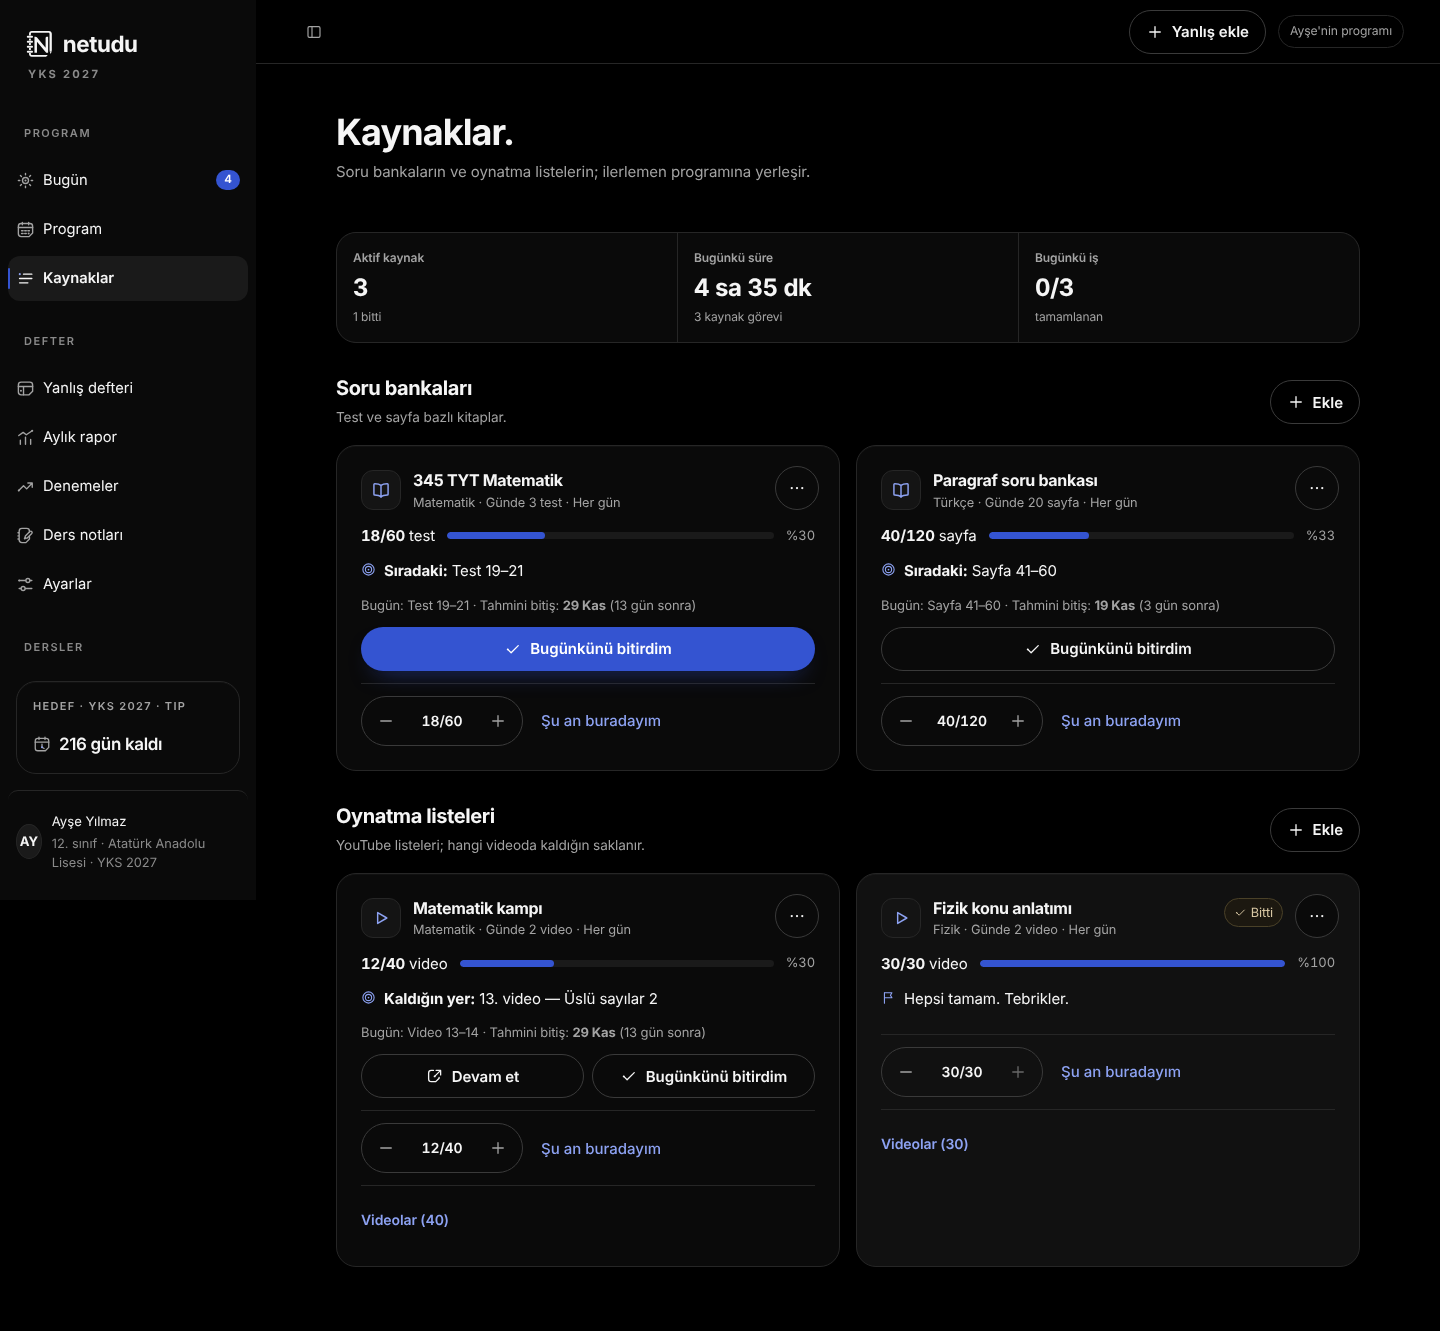 netudu
YKS 2027
PROGRAM
Bugün
4
Program
Kaynaklar
DEFTER
Yanlış defteri
Aylık rapor
Denemeler
Ders notları
Ayarlar
DERSLER
HEDEF · YKS 2027 · TIP
216 gün kaldı
AY
Ayşe Yılmaz
12. sınıf · Atatürk Anadolu
Lisesi · YKS 2027
Yanlış ekle
Ayşe'nin programı
Kaynaklar.
Soru bankaların ve oynatma listelerin; ilerlemen programına yerleşir.
Aktif kaynak
3
1 bitti
Bugünkü süre
4 sa 35 dk
3 kaynak görevi
Bugünkü iş
0/3
tamamlanan
Soru bankaları
Test ve sayfa bazlı kitaplar.
Ekle
345 TYT Matematik
Matematik · Günde 3 test · Her gün
18/60 test
%30
Sıradaki: Test 19–21
Bugün: Test 19–21 · Tahmini bitiş: 29 Kas (13 gün sonra)
Bugünkünü bitirdim
18/60
Şu an buradayım
Paragraf soru bankası
Türkçe · Günde 20 sayfa · Her gün
40/120 sayfa
%33
Sıradaki: Sayfa 41–60
Bugün: Sayfa 41–60 · Tahmini bitiş: 19 Kas (3 gün sonra)
Bugünkünü bitirdim
40/120
Şu an buradayım
Oynatma listeleri
YouTube listeleri; hangi videoda kaldığın saklanır.
Ekle
Matematik kampı
Matematik · Günde 2 video · Her gün
12/40 video
%30
Kaldığın yer: 13. video — Üslü sayılar 2
Bugün: Video 13–14 · Tahmini bitiş: 29 Kas (13 gün sonra)
Devam et
Bugünkünü bitirdim
12/40
Şu an buradayım
Videolar (40)
Fizik konu anlatımı
Fizik · Günde 2 video · Her gün
Bitti
30/30 video
%100
Hepsi tamam. Tebrikler.
30/30
Şu an buradayım
Videolar (30)